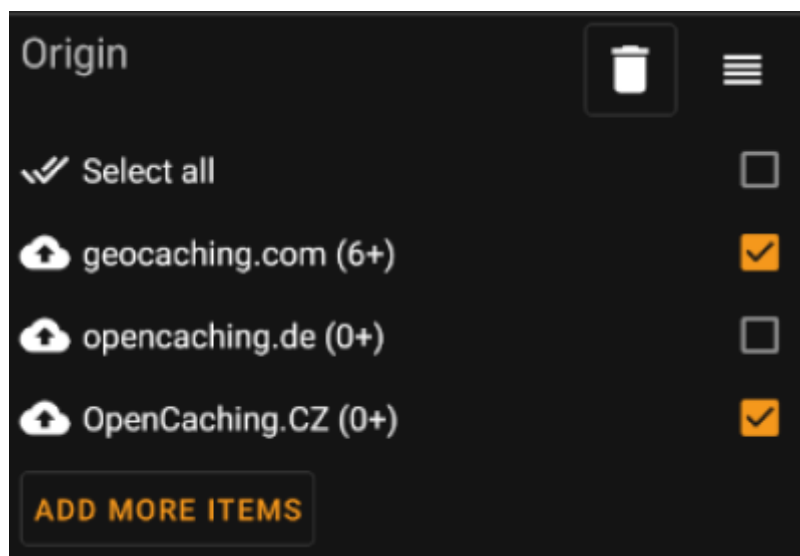 Origin
Select all
geocaching.com (6+)
opencaching.de (0+)
OpenCaching.CZ (0+)
ADD MORE ITEMS